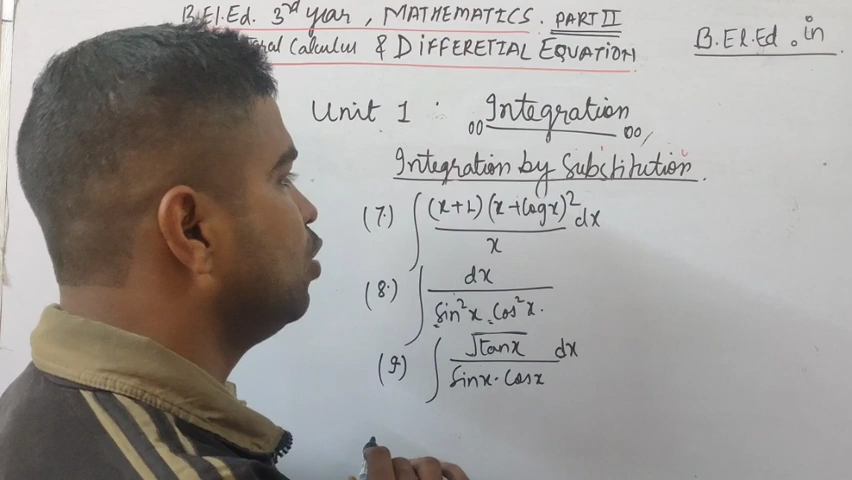 B.El.Ed. 3rd year, MATHEMATICS. PART II
Calculus & DIFFERETIAL EQUATION
B.El.Ed.in
Unit 1 : Integration
Integration by Substitution.
(7.) ∫ (x+1)(x+logx)² / x dx
(8.) ∫ dx / Sin²x . Cos²x.
(9.) ∫ √tanx / Sinx . Cosx dx